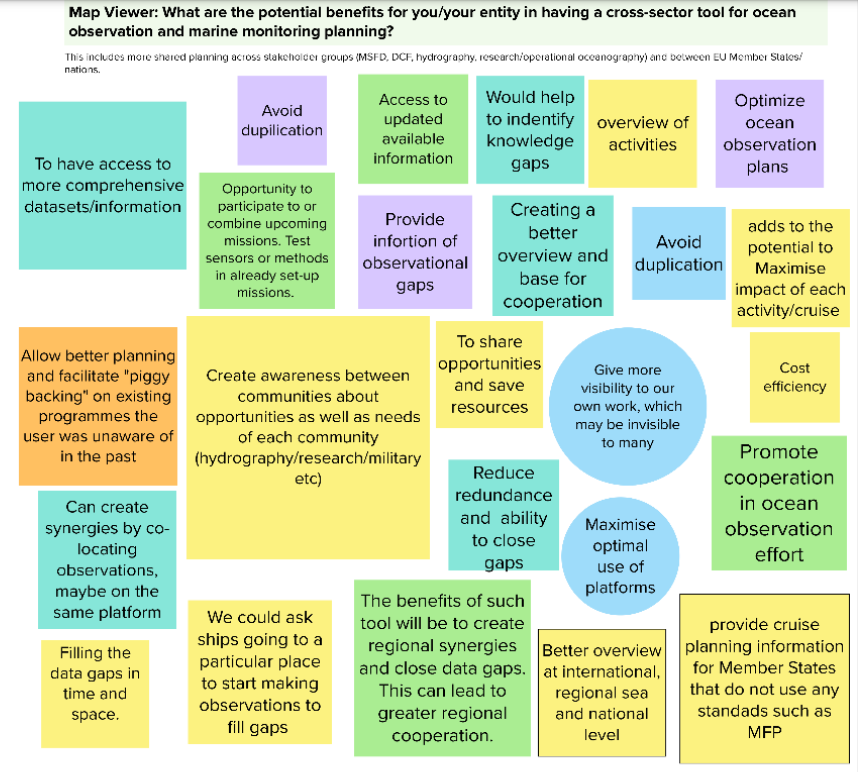 Map Viewer: What are the potential benefits for you/your entity in having a cross-sector tool for ocean
observation and marine monitoring planning?
This includes more shared planning across stakeholder groups (MSFD, DCF, hydrography, research/operational oceanography) and between EU Member States/
nations.
To have access to
more comprehensive
datasets/information
Avoid
dupilication
Access to
updated
available
information
Would help
to indentify
knowledge
gaps
overview of
activities
Optimize
ocean
observation
plans
Opportunity to
participate to or
combine upcoming
missions. Test
sensors or methods
in already set-up
missions.
Provide
infortion of
observational
gaps
Creating a
better
overview and
base for
cooperation
Avoid
duplication
adds to the
potential to
Maximise
impact of each
activity/cruise
Allow better planning
and facilitate "piggy
backing" on existing
programmes the
user was unaware of
in the past
Create awareness between
communities about
opportunities as well as needs
of each community
(hydrography/research/military
etc)
To share
opportunities
and save
resources
Give more
visibility to our
own work, which
may be invisible
to many
Cost
efficiency
Can create
synergies by co-
locating
observations,
maybe on the
same platform
Reduce
redundance
and ability
to close
gaps
Maximise
optimal
use of
platforms
Promote
cooperation
in ocean
observation
effort
Filling the
data gaps in
time and
space.
We could ask
ships going to a
particular place
to start making
observations to
fill gaps
The benefits of such
tool will be to create
regional synergies
and close data gaps.
This can lead to
greater regional
cooperation.
Better overview
at international,
regional sea
and national
level
provide cruise
planning information
for Member States
that do not use any
standads such as
MFP